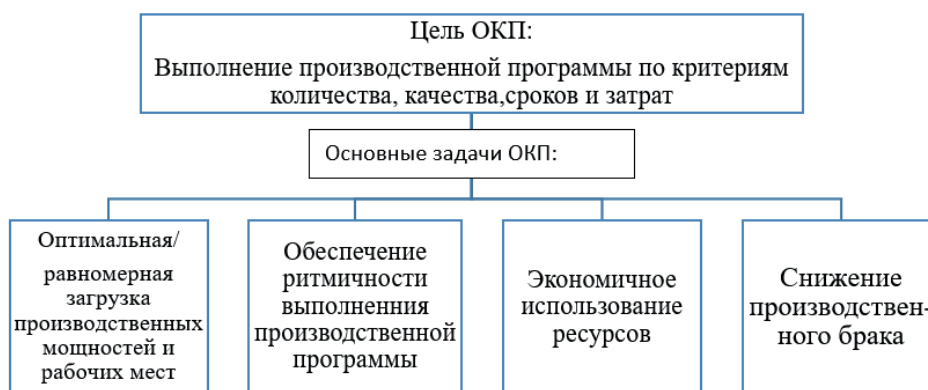 Цель ОКП:
Выполнение производственной программы по критериям
количества, качества,сроков и затрат
Основные задачи ОКП:
Оптимальная/
равномерная
загрузка
производственных
мощностей и
рабочих мест
Обеспечение
ритмичности
выполненния
производственной
программы
Экономичное
использование
ресурсов
Снижение
производствен-
ного брака